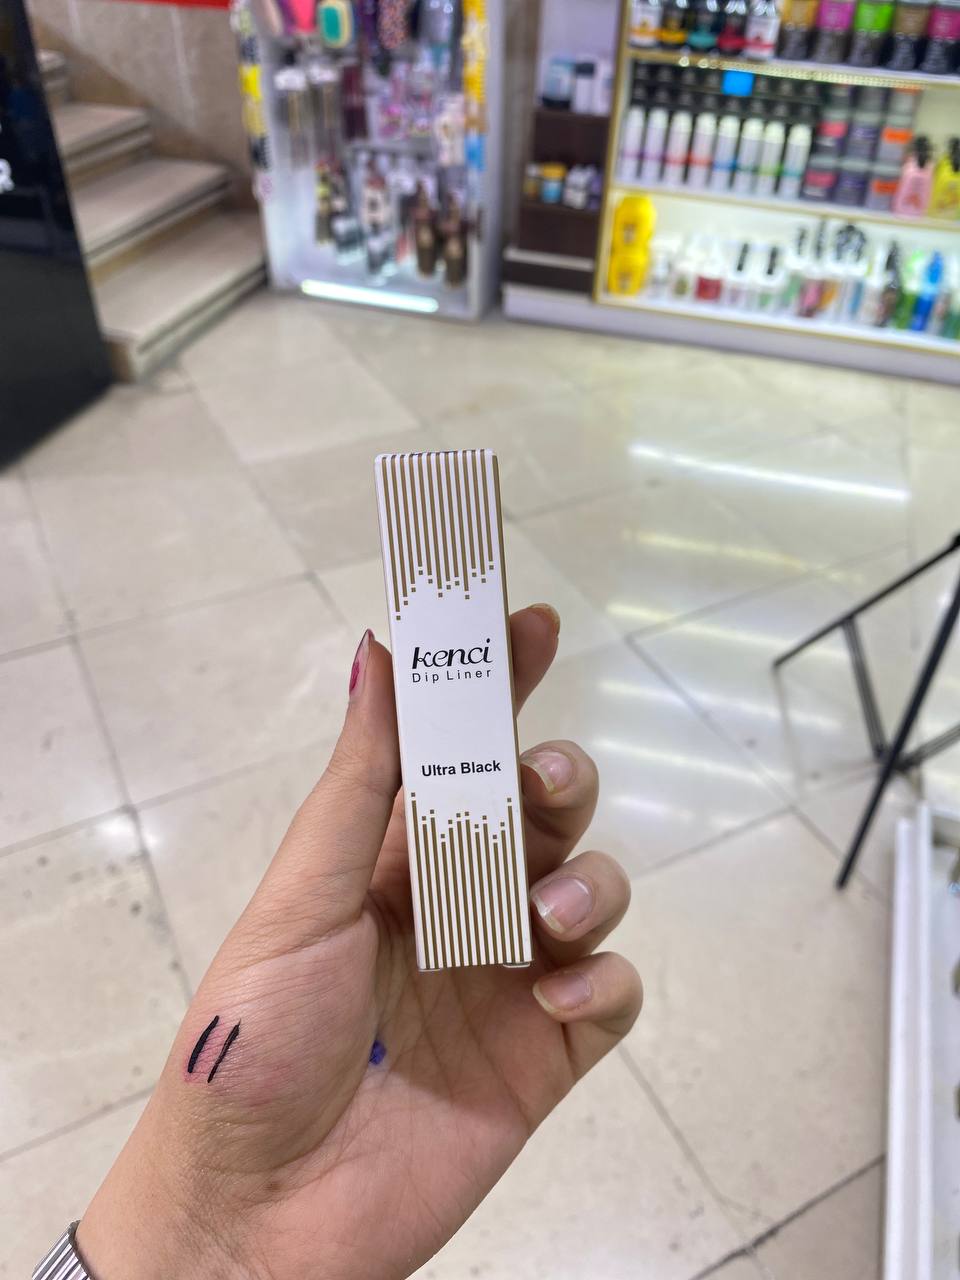 kenci
Dip Liner
Ultra Black